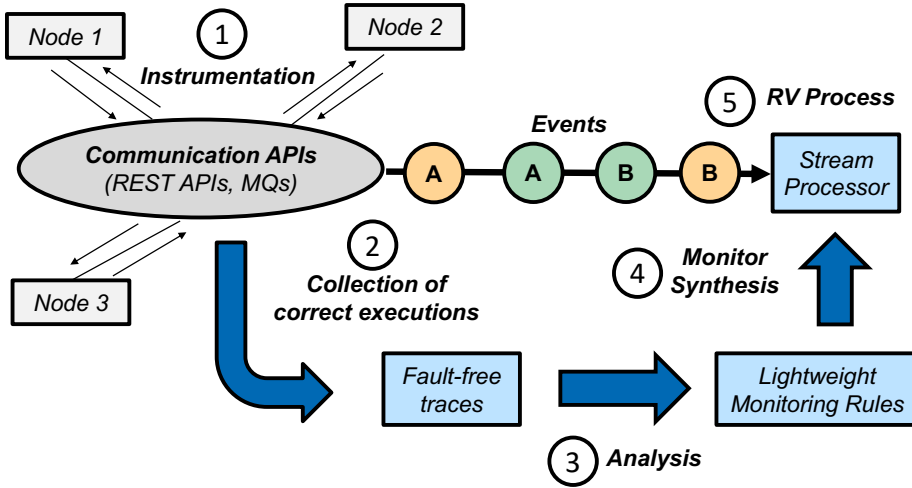 Node 1
1
Instrumentation
Node 2
Communication APIs
(REST APIs, MQs)
Events
A
A
B
B
5
RV Process
Stream
Processor
Node 3
2
Collection of
correct executions
4
Monitor
Synthesis
Fault-free
traces
3
Analysis
Lightweight
Monitoring Rules